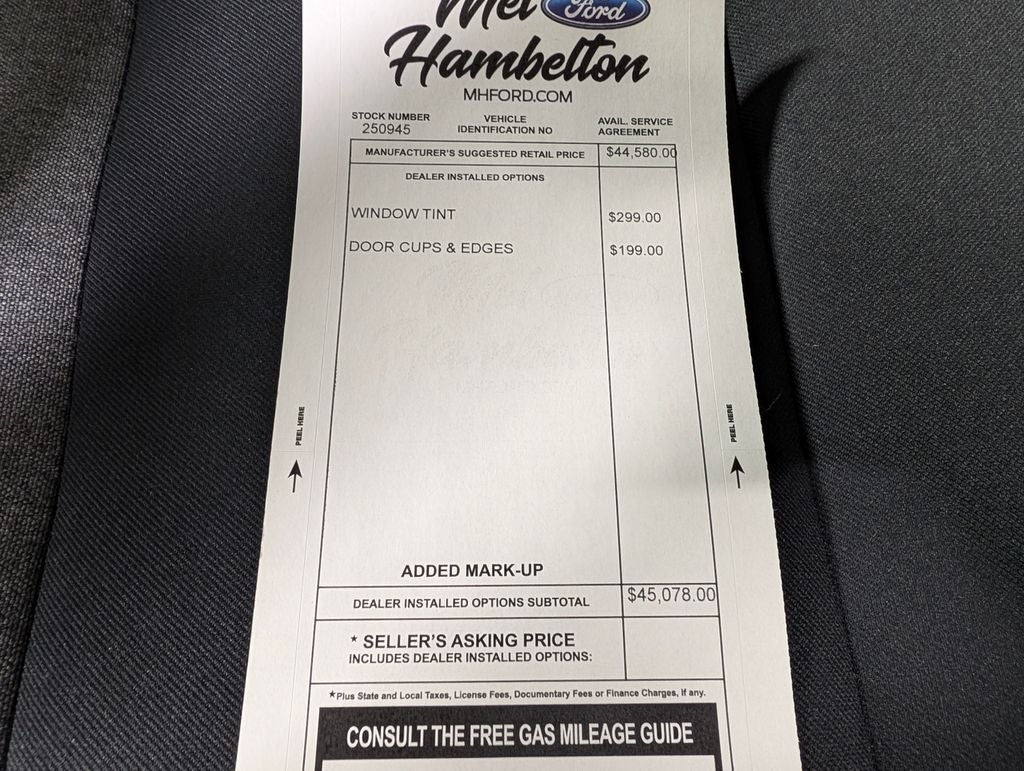 Mel Ford
Hambelton
MHFORD.COM
STOCK NUMBER
250945
VEHICLE
IDENTIFICATION NO
AVAIL. SERVICE
AGREEMENT
MANUFACTURER'S SUGGESTED RETAIL PRICE $44,580.00
DEALER INSTALLED OPTIONS
WINDOW TINT $299.00
DOOR CUPS & EDGES $199.00
PEEL HERE
PEEL HERE
ADDED MARK-UP
DEALER INSTALLED OPTIONS SUBTOTAL $45,078.00
* SELLER'S ASKING PRICE
INCLUDES DEALER INSTALLED OPTIONS:
*Plus State and Local Taxes, License Fees, Documentary Fees or Finance Charges, if any.
CONSULT THE FREE GAS MILEAGE GUIDE